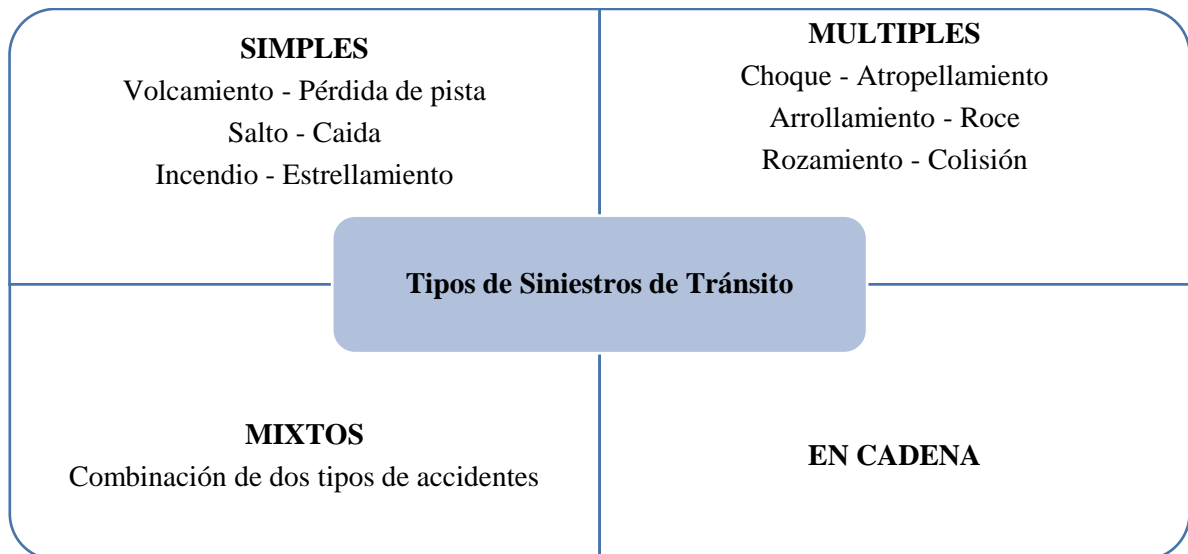 SIMPLES
Volcamiento - Pérdida de pista
Salto - Caida
Incendio - Estrellamiento
MULTIPLES
Choque - Atropellamiento
Arrollamiento - Roce
Rozamiento - Colisión
Tipos de Siniestros de Tránsito
MIXTOS
Combinación de dos tipos de accidentes
EN CADENA